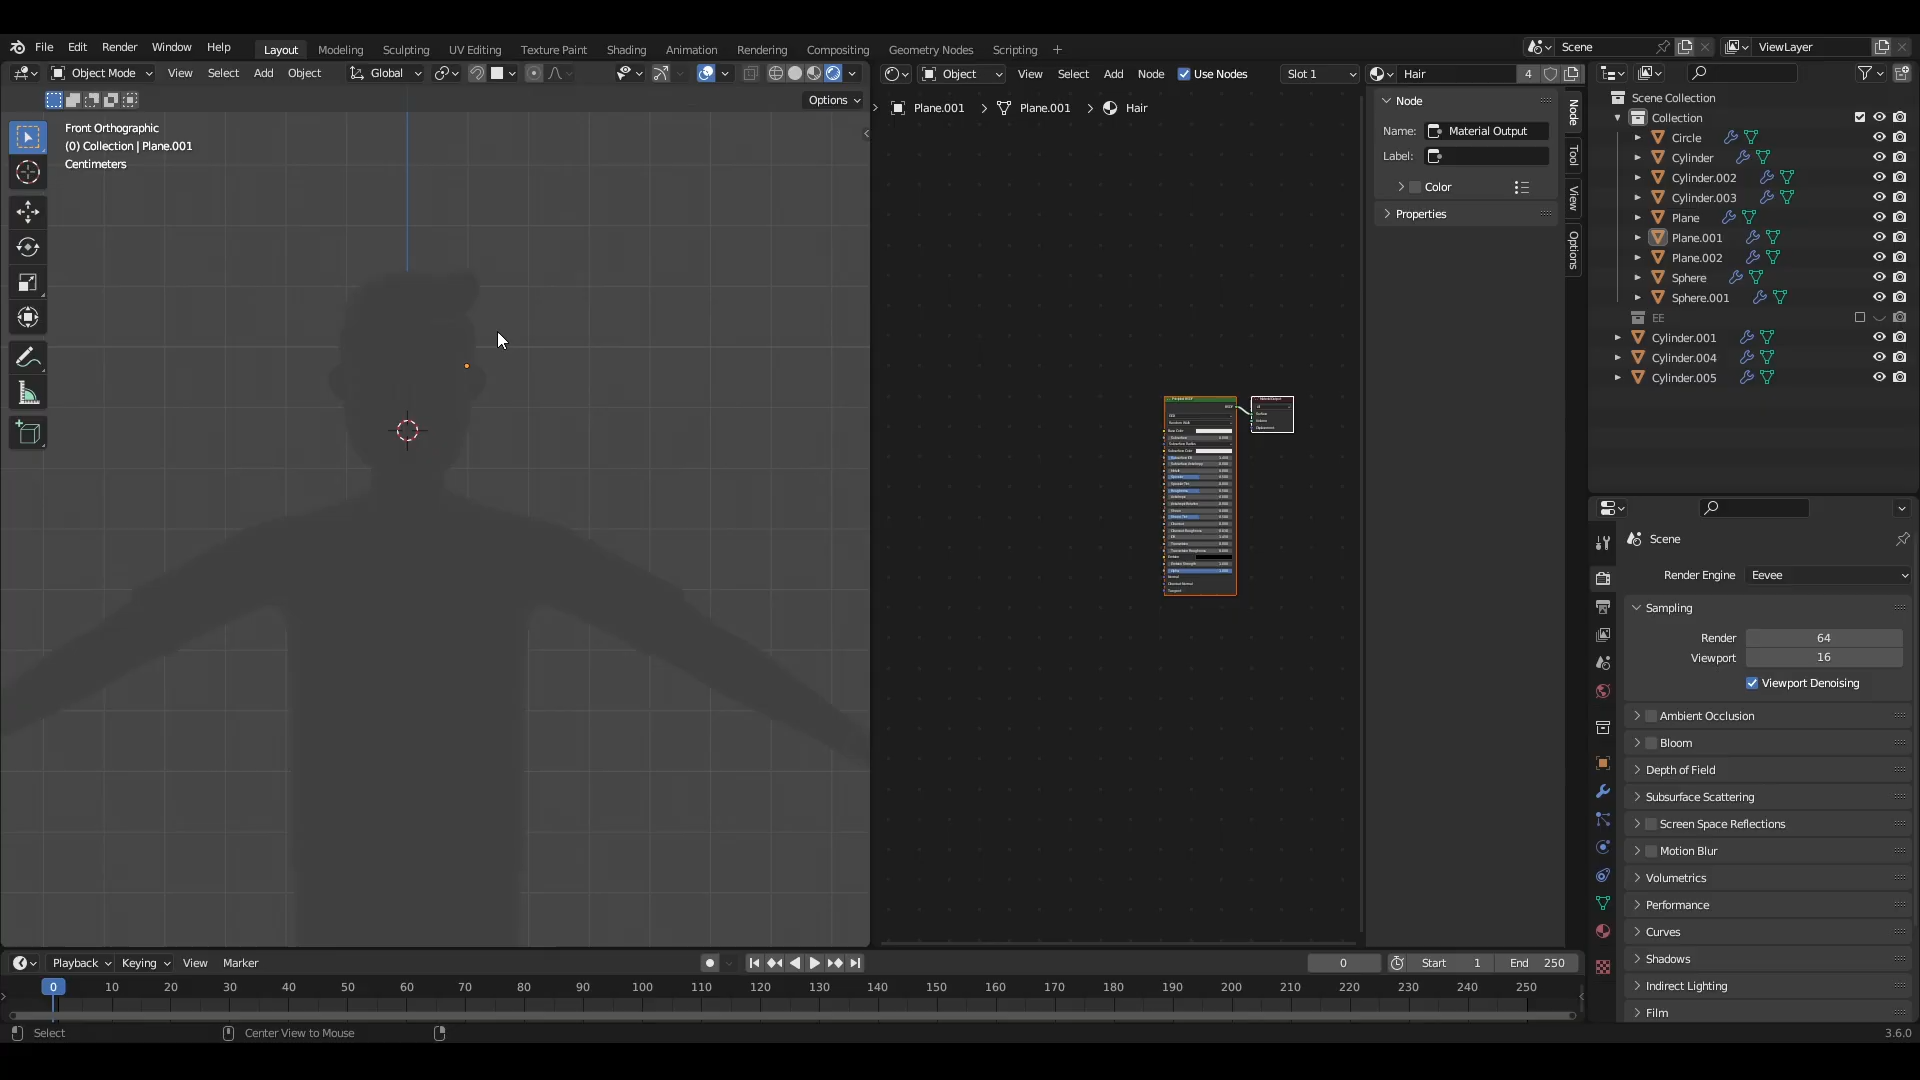 File Edit Render Window Help Layout Modeling Sculpting UV Editing Texture Paint Shading Animation Rendering Compositing Geometry Nodes Scripting + Scene ViewLayer
Object Mode View Select Add Object Global
Object View Select Add Node Use Nodes Slot 1 Hair 4
Options
Front Orthographic
(0) Collection | Plane.001
Centimeters
Plane.001 Plane.001 Hair
Node
Name: Material Output
Label:
Color
Properties
Node
Tool
View
Options
Scene Collection
Collection
Circle
Cylinder
Cylinder.002
Cylinder.003
Plane
Plane.001
Plane.002
Sphere
Sphere.001
EE
Cylinder.001
Cylinder.004
Cylinder.005
Scene
Render Engine Eevee
Sampling
Render 64
Viewport 16
Viewport Denoising
Ambient Occlusion
Bloom
Depth of Field
Subsurface Scattering
Screen Space Reflections
Motion Blur
Volumetrics
Performance
Curves
Shadows
Indirect Lighting
Film
Playback Keying View Marker 0 Start 1 End 250
0 10 20 30 40 50 60 70 80 90 100 110 120 130 140 150 160 170 180 190 200 210 220 230 240 250
Select Center View to Mouse 3.6.0